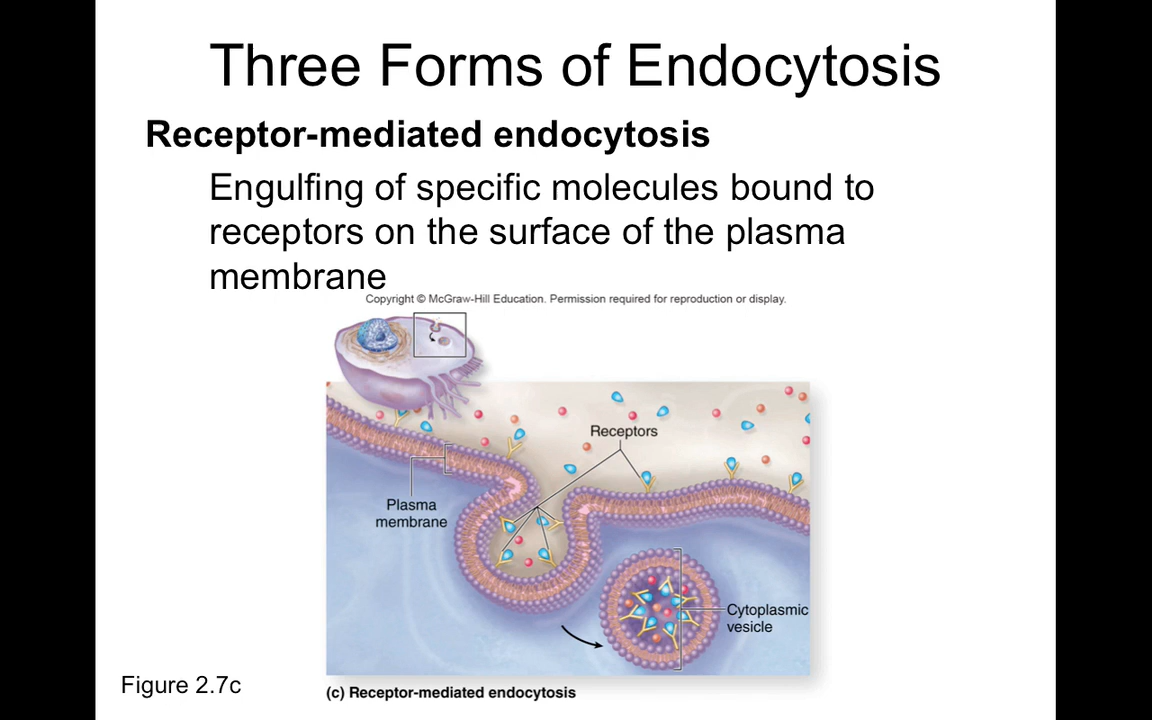 Three Forms of Endocytosis
Receptor-mediated endocytosis
Engulfing of specific molecules bound to
receptors on the surface of the plasma
membrane
Copyright © McGraw-Hill Education. Permission required for reproduction or display.
Receptors
Plasma
membrane
Cytoplasmic
vesicle
Figure 2.7c
(c) Receptor-mediated endocytosis